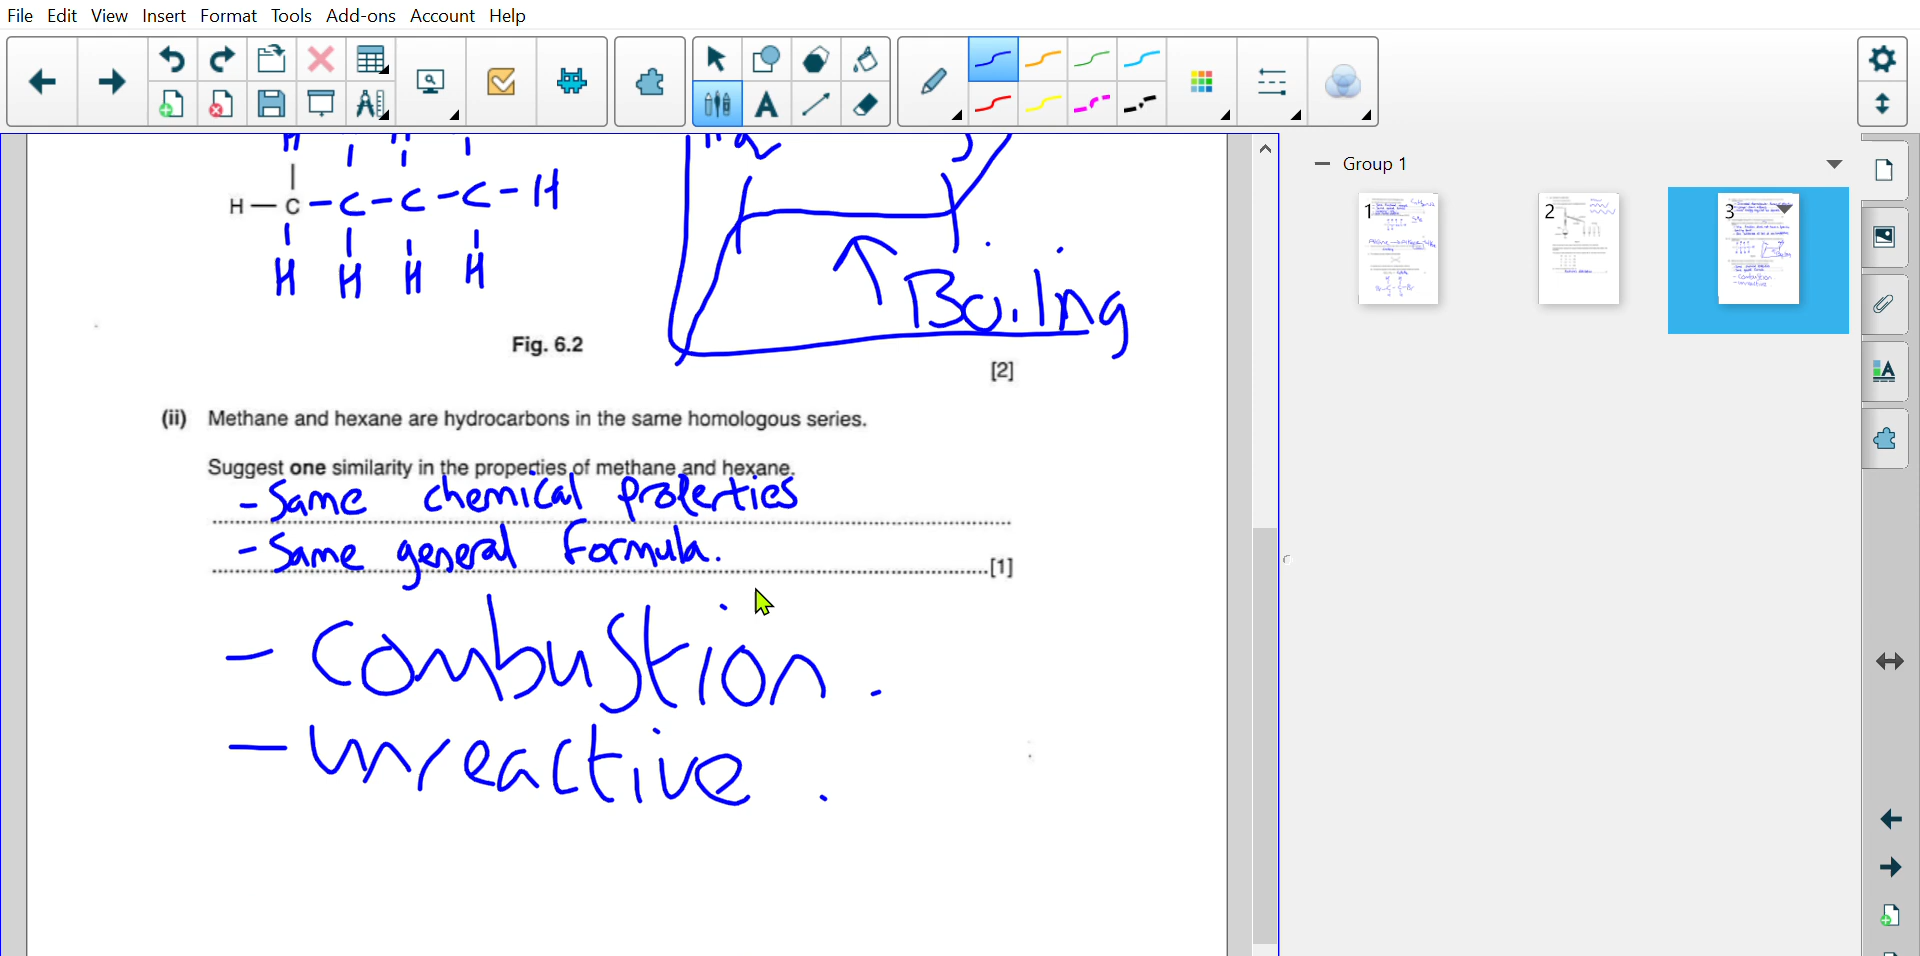 File Edit View Insert Format Tools Add-ons Account Help
Group 1
1
2
3
H
H — C – C – C – C – H
H H H H
Boiling
Fig. 6.2
[2]
(ii) Methane and hexane are hydrocarbons in the same homologous series.
Suggest one similarity in the properties of methane and hexane.
- Same chemical properties
- Same general formula.
[1]
- Combustion.
- unreactive.